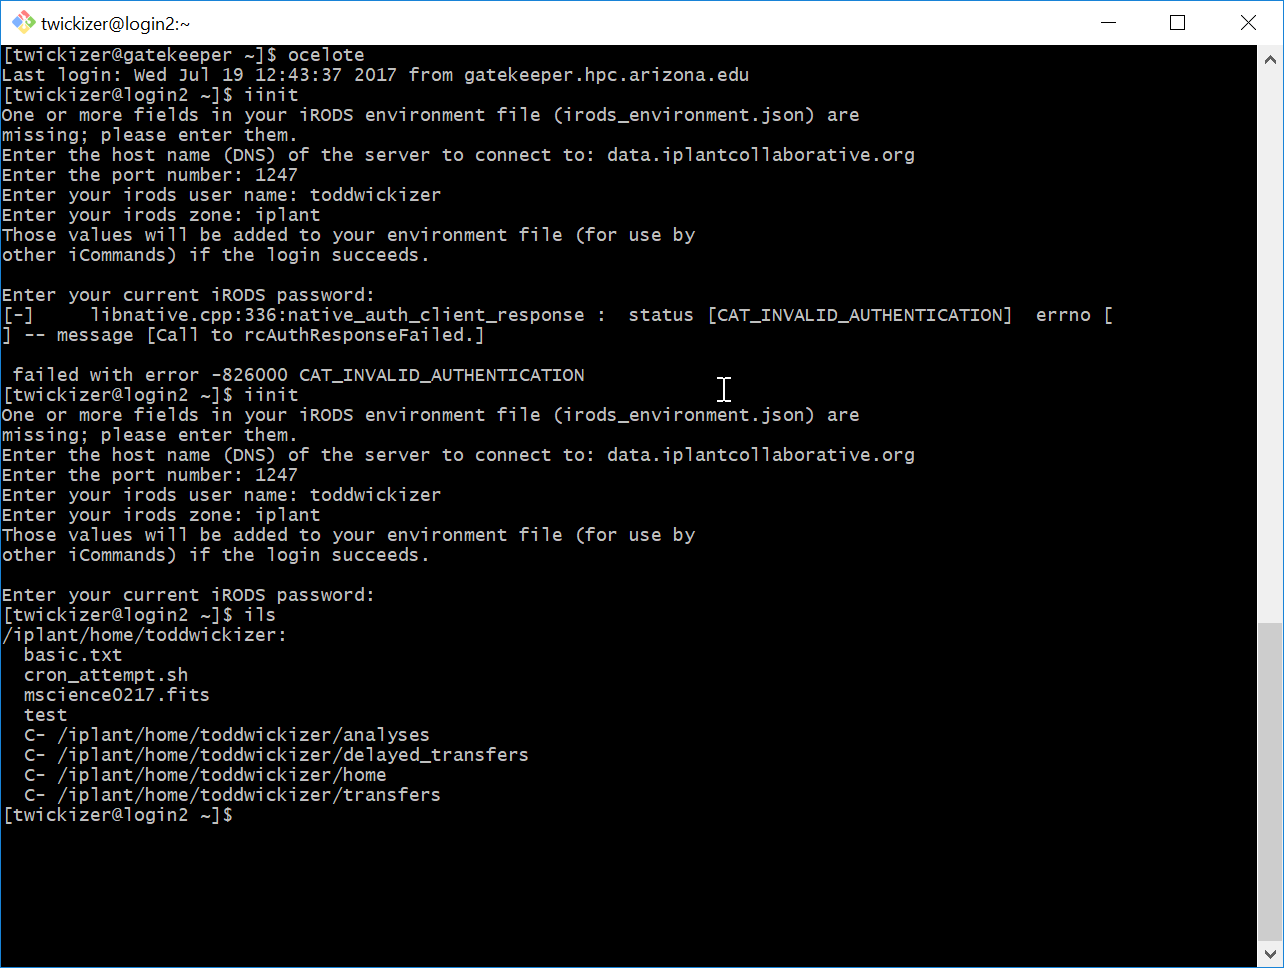 twickizer@login2:~
[twickizer@gatekeeper ~]$ ocelote
Last login: Wed Jul 19 12:43:37 2017 from gatekeeper.hpc.arizona.edu
[twickizer@login2 ~]$ iinit
One or more fields in your iRODS environment file (irods_environment.json) are
missing; please enter them.
Enter the host name (DNS) of the server to connect to: data.iplantcollaborative.org
Enter the port number: 1247
Enter your irods user name: toddwickizer
Enter your irods zone: iplant
Those values will be added to your environment file (for use by
other iCommands) if the login succeeds.

Enter your current iRODS password:
[-]     libnative.cpp:336:native_auth_client_response :  status [CAT_INVALID_AUTHENTICATION]  errno [
] -- message [Call to rcAuthResponseFailed.]

 failed with error -826000 CAT_INVALID_AUTHENTICATION
[twickizer@login2 ~]$ iinit
One or more fields in your iRODS environment file (irods_environment.json) are
missing; please enter them.
Enter the host name (DNS) of the server to connect to: data.iplantcollaborative.org
Enter the port number: 1247
Enter your irods user name: toddwickizer
Enter your irods zone: iplant
Those values will be added to your environment file (for use by
other iCommands) if the login succeeds.

Enter your current iRODS password:
[twickizer@login2 ~]$ ils
/iplant/home/toddwickizer:
  basic.txt
  cron_attempt.sh
  mscience0217.fits
  test
  C- /iplant/home/toddwickizer/analyses
  C- /iplant/home/toddwickizer/delayed_transfers
  C- /iplant/home/toddwickizer/home
  C- /iplant/home/toddwickizer/transfers
[twickizer@login2 ~]$